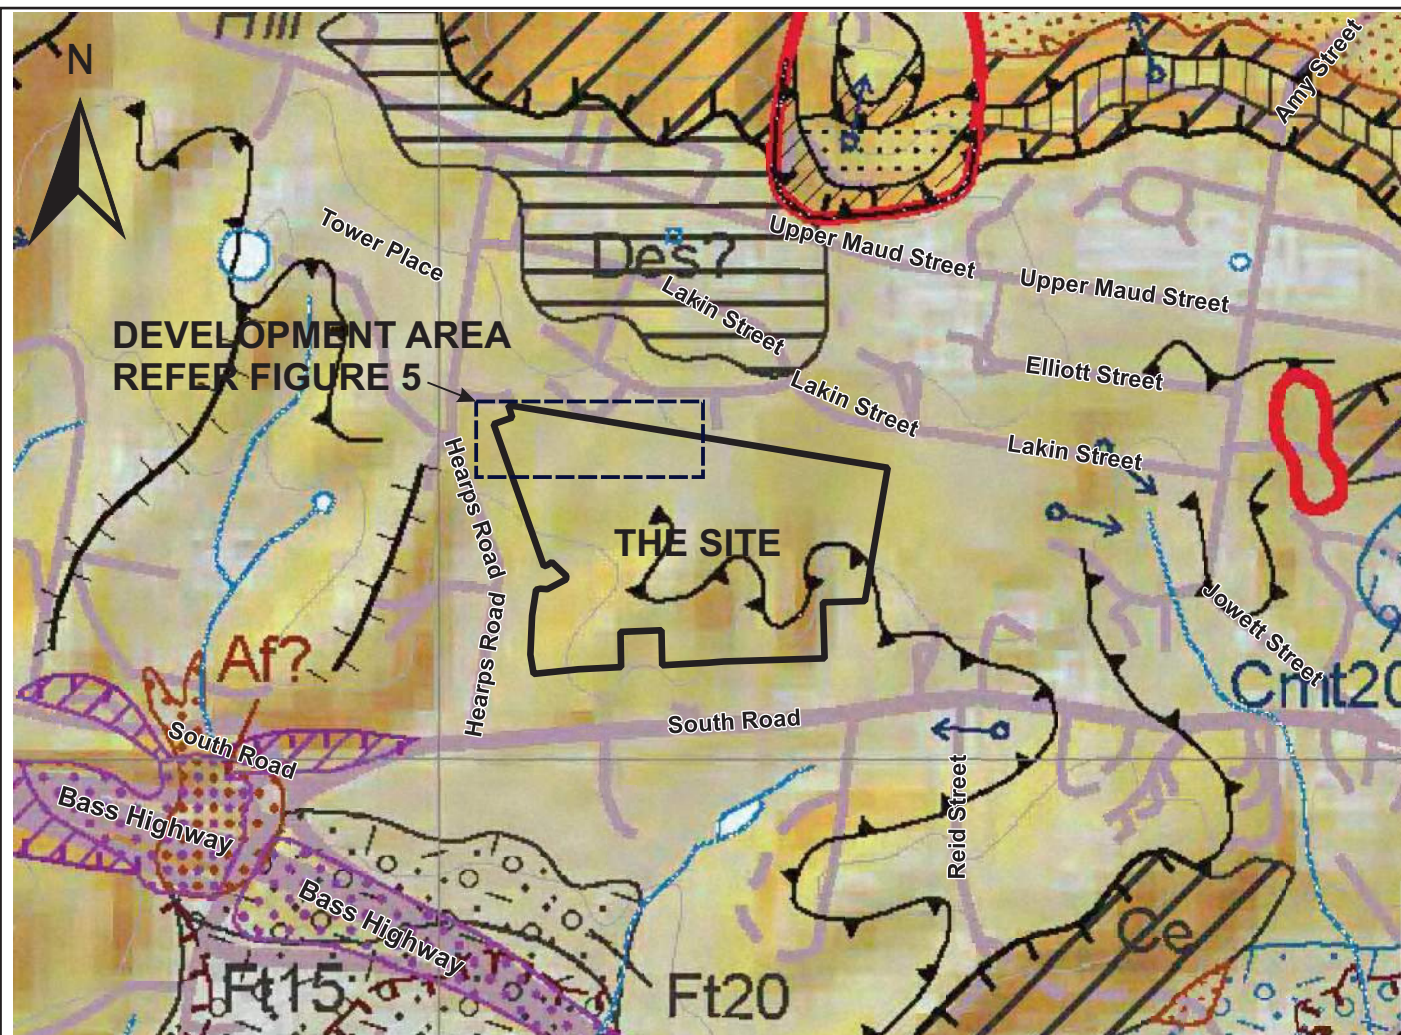 Hill
N
Amy Street
Tower Place
Des?
Upper Maud Street
Upper Maud Street
Lakin Street
DEVELOPMENT AREA
REFER FIGURE 5
Elliott Street
Lakin Street
Lakin Street
Hearps Road
THE SITE
Hearps Road
Jowett Street
Af?
Cmt20
South Road
South Road
Bass Highway
Reid Street
Bass Highway
Ce
Ft15
Ft20